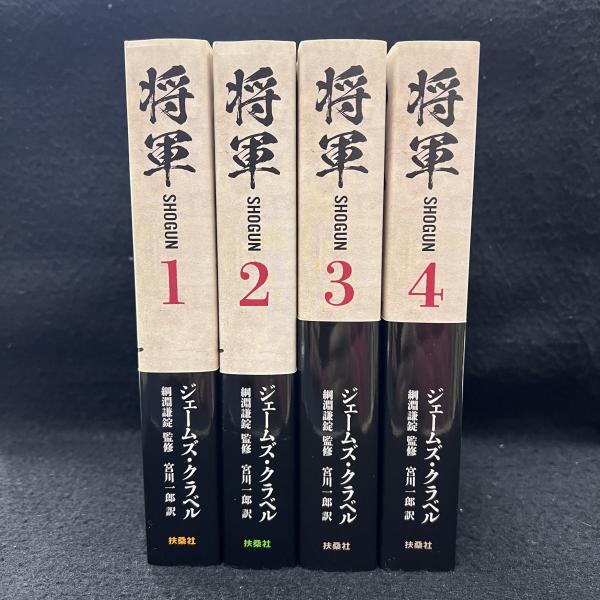 将軍
SHOGUN
1
ジェームズ・クラベル
綱淵謙錠 監修 宮川一郎 訳
扶桑社
将軍
SHOGUN
2
ジェームズ・クラベル
綱淵謙錠 監修 宮川一郎 訳
扶桑社
将軍
SHOGUN
3
ジェームズ・クラベル
綱淵謙錠 監修 宮川一郎 訳
扶桑社
将軍
SHOGUN
4
ジェームズ・クラベル
綱淵謙錠 監修 宮川一郎 訳
扶桑社